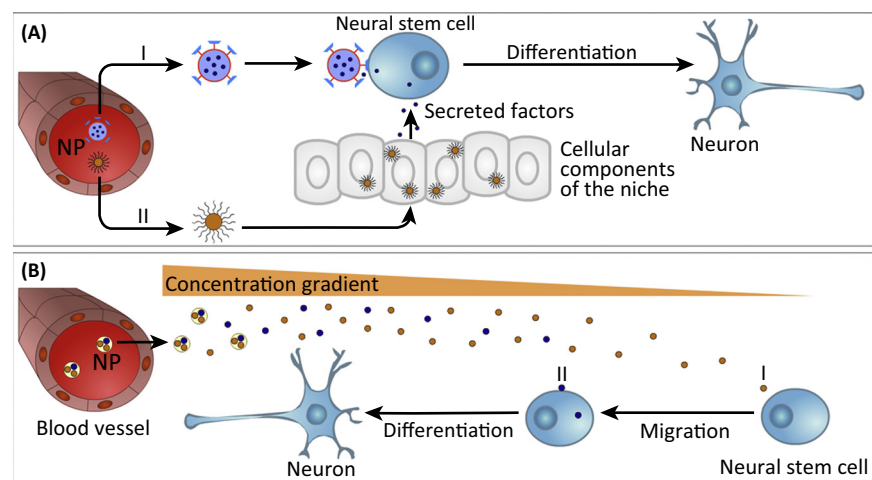 (A)
Neural stem cell
I
Differentiation
NP
Secreted factors
Neuron
Cellular
components
of the niche
II
(B)
Concentration gradient
NP
II
I
Blood vessel
Differentiation
Migration
Neuron
Neural stem cell